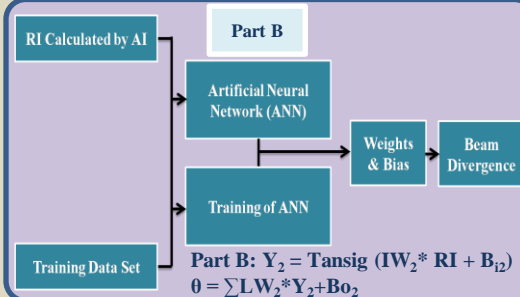 Part B
RI Calculated by AI
Artificial Neural
Network (ANN)
Weights
& Bias
Beam
Divergence
Training of ANN
Training Data Set
Part B: Y₂ = Tansig (IW₂* RI + Bᵢ₂)
θ = ∑LW₂*Y₂+Bo₂